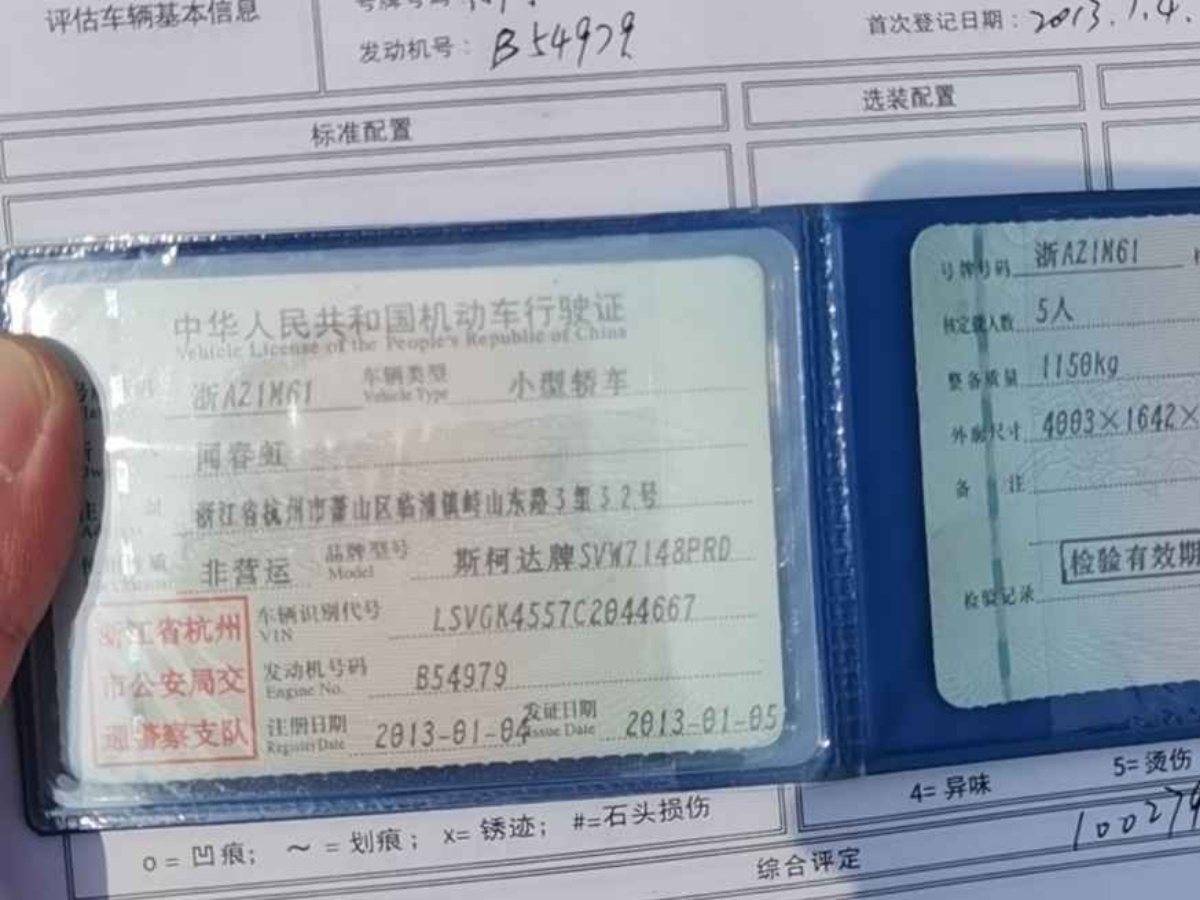 评估车辆基本信息
发动机号：B54979
首次登记日期：2013.1.4.
标准配置
选装配置
中华人民共和国机动车行驶证
Vehicle License of the People's Republic of China
浙AZ1M61 车辆类型 Vehicle Type 小型轿车
闻春虹
浙江省杭州市萧山区临浦镇岭山东路3组32号
非营运 品牌型号 Model 斯柯达牌SVW7148PRD
浙江省杭州市公安局交通警察支队
车辆识别代号 VIN LSVGK4557C2044667
发动机号码 Engine No. B54979
注册日期 Register Date 2013-01-04 发证日期 Issue Date 2013-01-05
号牌号码 浙AZ1M61
核定载人数 5人
整备质量 1150kg
外廓尺寸 4003×1642×
备注
检验有效期
检验记录
4= 异味 5= 烫伤
o = 凹痕； ～ = 划痕； x= 锈迹； #=石头损伤
综合评定